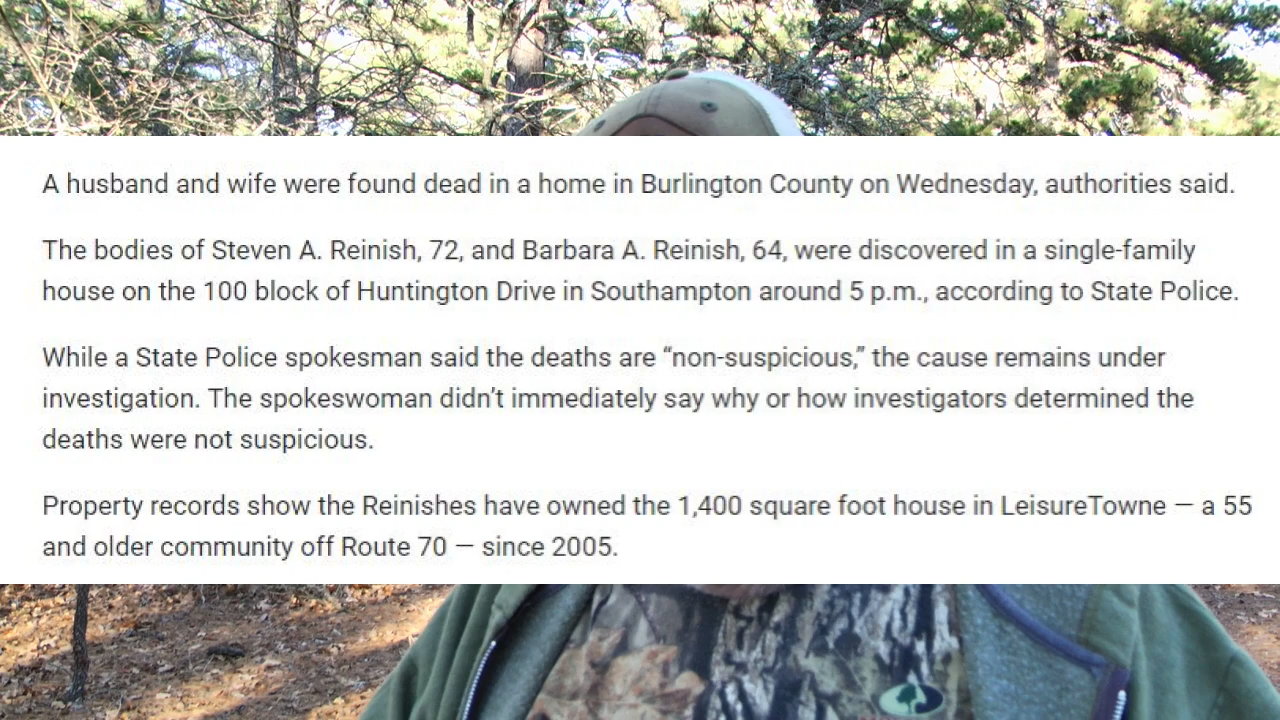 A husband and wife were found dead in a home in Burlington County on Wednesday, authorities said.
The bodies of Steven A. Reinish, 72, and Barbara A. Reinish, 64, were discovered in a single-family
house on the 100 block of Huntington Drive in Southampton around 5 p.m., according to State Police.
While a State Police spokesman said the deaths are “non-suspicious,” the cause remains under
investigation. The spokeswoman didn’t immediately say why or how investigators determined the
deaths were not suspicious.
Property records show the Reinishes have owned the 1,400 square foot house in LeisureTowne — a 55
and older community off Route 70 — since 2005.